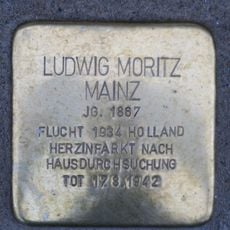 LUDWIG MORITZ
MAINZ
JG. 1867
FLUCHT 1934 HOLLAND
HERZINFARKT NACH
HAUSDURCHSUCHUNG
TOT 17.8.1942